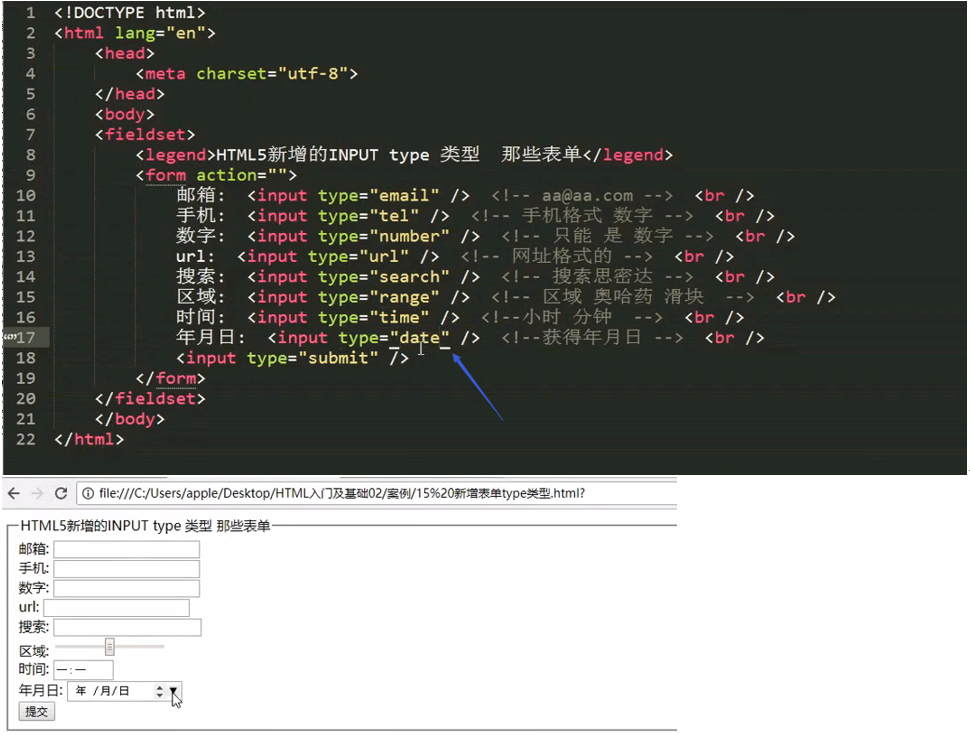 1 <!DOCTYPE html>
2 <html lang="en">
3 <head>
4 <meta charset="utf-8">
5 </head>
6 <body>
7 <fieldset>
8 <legend>HTML5新增的INPUT type 类型 那些表单</legend>
9 <form action="">
10 邮箱: <input type="email" /> <!-- aa@aa.com --> <br />
11 手机: <input type="tel" /> <!-- 手机格式 数字 --> <br />
12 数字: <input type="number" /> <!-- 只能 是 数字 --> <br />
13 url: <input type="url" /> <!-- 网址格式的 --> <br />
14 搜索: <input type="search" /> <!-- 搜索思密达 --> <br />
15 区域: <input type="range" /> <!-- 区域 奥哈药 滑块 --> <br />
16 时间: <input type="time" /> <!--小时 分钟 --> <br />
17 年月日: <input type="date" /> <!--获得年月日 --> <br />
18 <input type="submit" />
19 </form>
20 </fieldset>
21 </body>
22 </html>
file:///C:/Users/apple/Desktop/HTML入门及基础02/案例/15%20新增表单type类型.html?
HTML5新增的INPUT type 类型 那些表单
邮箱:
手机:
数字:
url:
搜索:
区域:
时间: --:--
年月日: 年 /月/日
提交